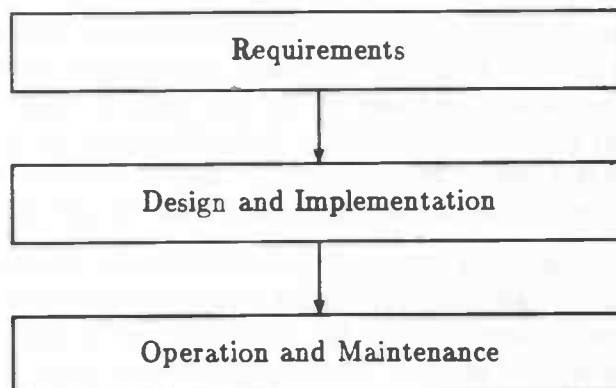 Requirements
Design and Implementation
Operation and Maintenance